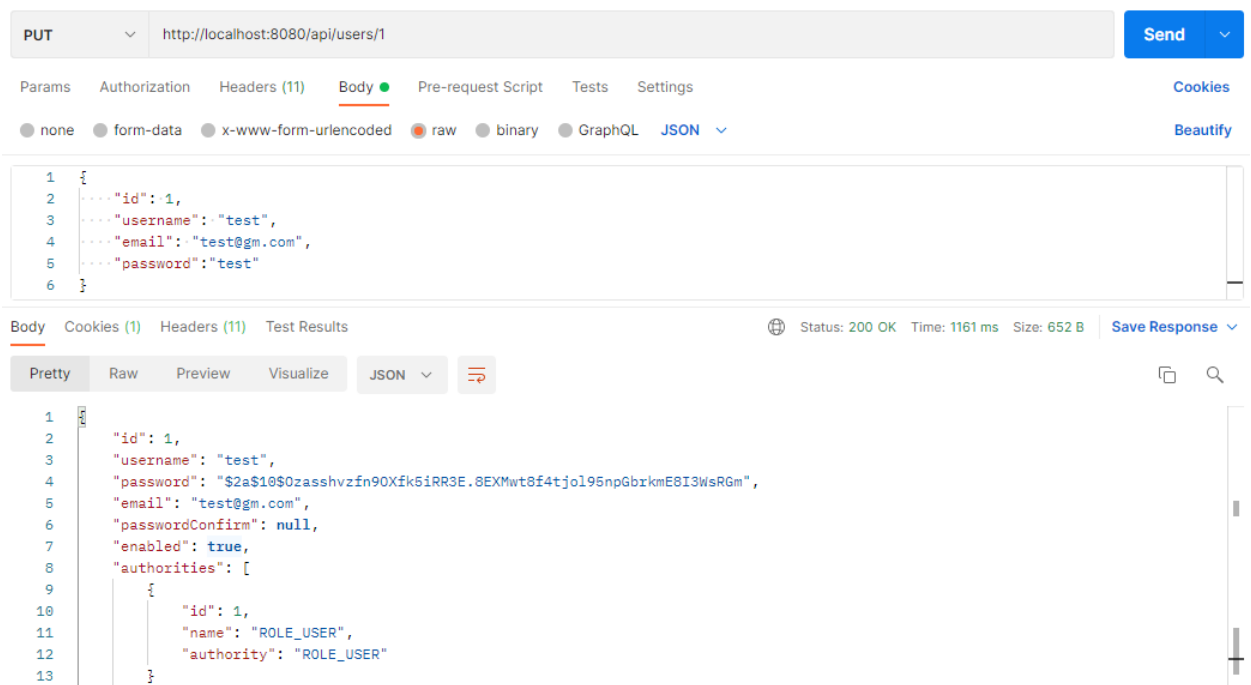 PUT http://localhost:8080/api/users/1 Send
Params Authorization Headers (11) Body Pre-request Script Tests Settings Cookies
none form-data x-www-form-urlencoded raw binary GraphQL JSON Beautify
1 {
2 ····"id":·1,
3 ····"username":·"test",
4 ····"email":·"test@gm.com",
5 ····"password":"test"
6 }
Body Cookies (1) Headers (11) Test Results Status: 200 OK Time: 1161 ms Size: 652 B Save Response
Pretty Raw Preview Visualize JSON
1 {
2 "id": 1,
3 "username": "test",
4 "password": "$2a$10$Ozasshvzfn9OXfk5iRR3E.8EXMwt8f4tjol95npGbrkmE8I3WsRGm",
5 "email": "test@gm.com",
6 "passwordConfirm": null,
7 "enabled": true,
8 "authorities": [
9 {
10 "id": 1,
11 "name": "ROLE_USER",
12 "authority": "ROLE_USER"
13 }